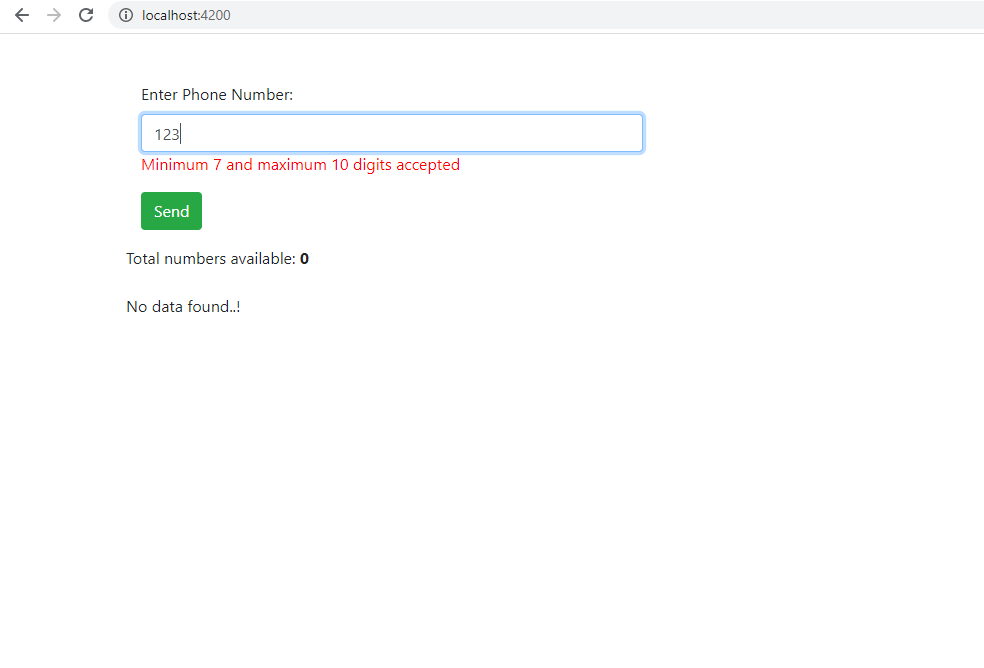 localhost:4200
Enter Phone Number:
123
Minimum 7 and maximum 10 digits accepted
Send
Total numbers available: 0
No data found..!